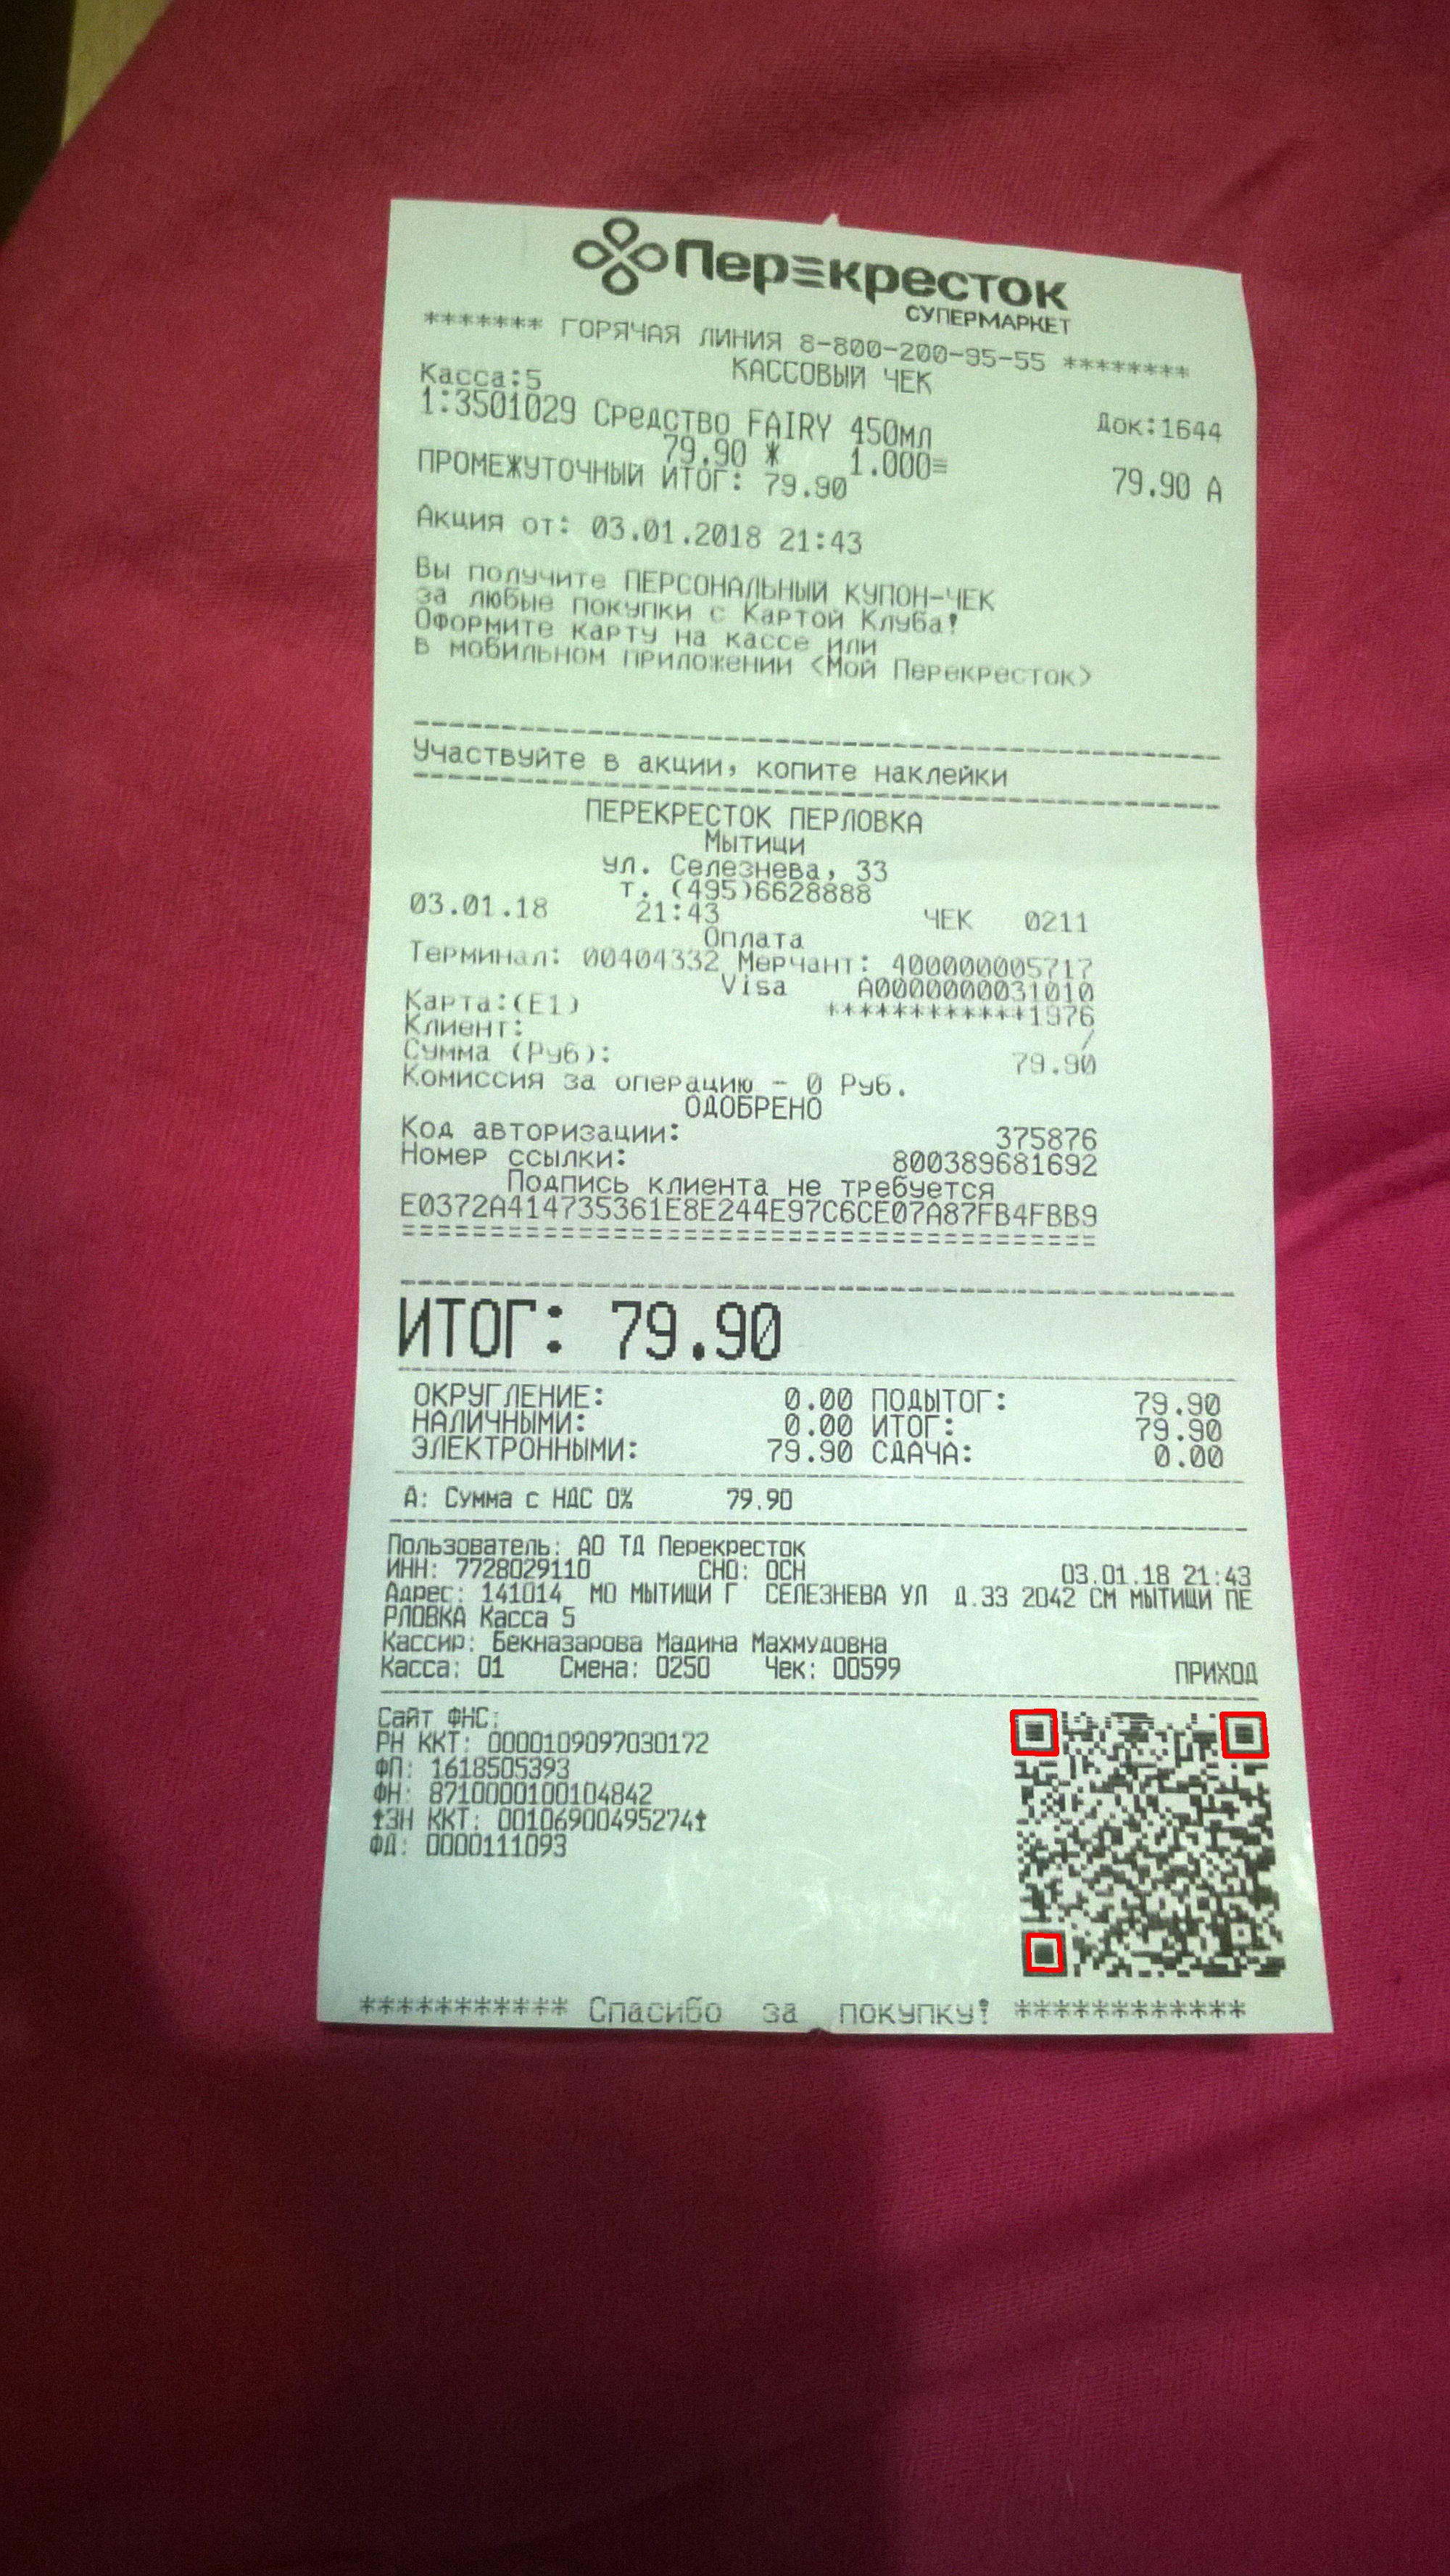 Перекресток
СУПЕРМАРКЕТ
******* ГОРЯЧАЯ ЛИНИЯ 8-800-200-95-55 ********
КАССОВЫЙ ЧЕК
Касса:5 Док:1644
1:3501029 Средство FAIRY 450мл
79.90 * 1.000= 79.90 А
ПРОМЕЖУТОЧНЫЙ ИТОГ: 79.90
Акция от: 03.01.2018 21:43
Вы получите ПЕРСОНАЛЬНЫЙ КУПОН-ЧЕК
за любые покупки с Картой Клуба!
Оформите карту на кассе или
в мобильном приложении <Мой Перекресток>
Участвуйте в акции, копите наклейки
ПЕРЕКРЕСТОК ПЕРЛОВКА
Мытищи
ул. Селезнева, 33
т. (495)6628888
03.01.18 21:43 ЧЕК 0211
Оплата
Терминал: 00404332 Мерчант: 400000005717
Visa A0000000031010
Карта:(E1) ************1976
Клиент: /
Сумма (Руб): 79.90
Комиссия за операцию - 0 Руб.
ОДОБРЕНО
Код авторизации: 375876
Номер ссылки: 800389681692
Подпись клиента не требуется
E0372A414735361E8E244E97C6CE07A87FB4FBB9
========================================
ИТОГ: 79.90
ОКРУГЛЕНИЕ: 0.00 ПОДЫТОГ: 79.90
НАЛИЧНЫМИ: 0.00 ИТОГ: 79.90
ЭЛЕКТРОННЫМИ: 79.90 СДАЧА: 0.00
А: Сумма с НДС 0% 79.90
Пользователь: АО ТД Перекресток
ИНН: 7728029110 СНО: ОСН 03.01.18 21:43
Адрес: 141014 МО МЫТИЩИ Г СЕЛЕЗНЕВА УЛ Д.33 2042 СМ МЫТИЩИ ПЕ
РЛОВКА Касса 5
Кассир: Бекназарова Мадина Махмудовна
Касса: 01 Смена: 0250 Чек: 00599 ПРИХОД
Сайт ФНС:
РН ККТ: 0000109097030172
ФП: 1618505393
ФН: 8710000100104842
↑ЗН ККТ: 00106900495274↑
ФД: 0000111093
*********** Спасибо за покупку! ************